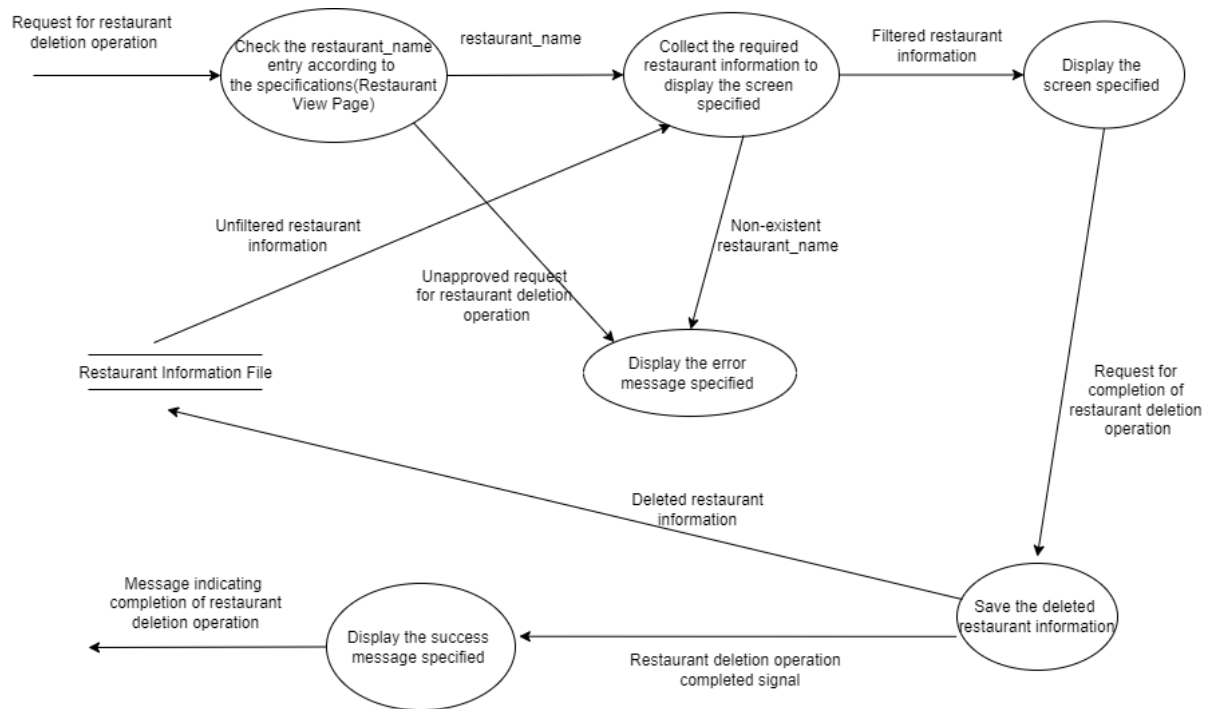 Request for restaurant
deletion operation
Check the restaurant_name
entry according to
the specifications(Restaurant
View Page)
restaurant_name
Collect the required
restaurant information to
display the screen
specified
Filtered restaurant
information
Display the
screen specified
Unfiltered restaurant
information
Non-existent
restaurant_name
Unapproved request
for restaurant deletion
operation
Restaurant Information File
Display the error
message specified
Request for
completion of
restaurant deletion
operation
Deleted restaurant
information
Message indicating
completion of restaurant
deletion operation
Display the success
message specified
Save the deleted
restaurant information
Restaurant deletion operation
completed signal